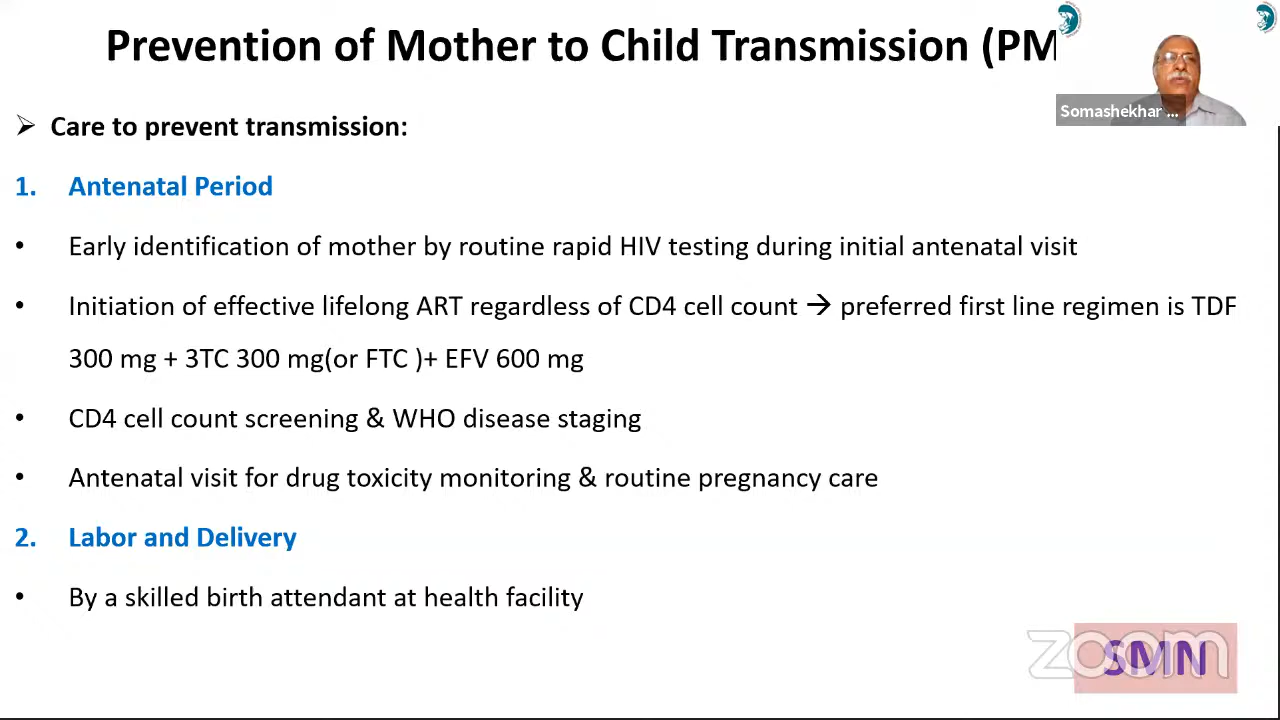 Prevention of Mother to Child Transmission (PM
Somashekhar ...
➢ Care to prevent transmission:
1. Antenatal Period
• Early identification of mother by routine rapid HIV testing during initial antenatal visit
• Initiation of effective lifelong ART regardless of CD4 cell count → preferred first line regimen is TDF
300 mg + 3TC 300 mg(or FTC )+ EFV 600 mg
• CD4 cell count screening & WHO disease staging
• Antenatal visit for drug toxicity monitoring & routine pregnancy care
2. Labor and Delivery
• By a skilled birth attendant at health facility
zoom
SMN